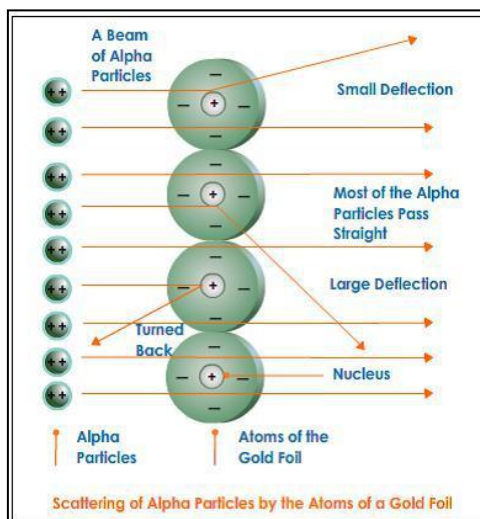 A Beam
of Alpha
Particles
Small Deflection
Most of the Alpha
Particles Pass
Straight
Large Deflection
Turned
Back
Nucleus
Alpha
Particles
Atoms of the
Gold Foil
++
++
++
++
++
++
++
++
++
+
+
+
+
− − − −
− − − −
− − − −
− − − −
Scattering of Alpha Particles by the Atoms of a Gold Foil